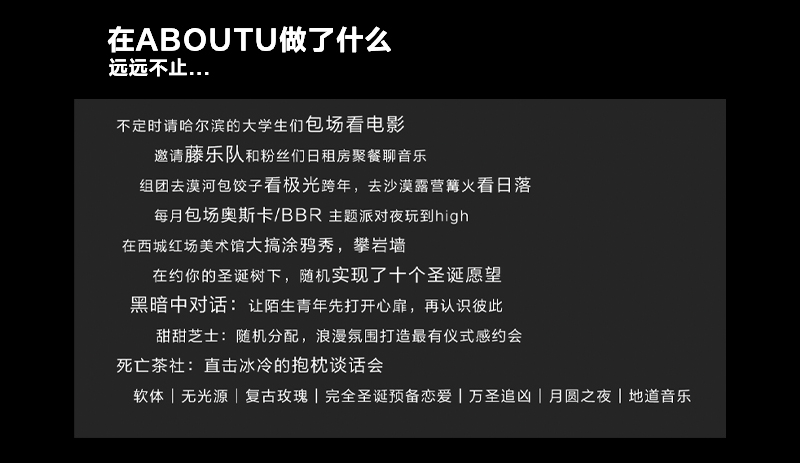 在ABOUTU做了什么
远远不止...
不定时请哈尔滨的大学生们包场看电影
邀请藤乐队和粉丝们日租房聚餐聊音乐
组团去漠河包饺子看极光跨年，去沙漠露营篝火看日落
每月包场奥斯卡/BBR 主题派对夜玩到high
在西城红场美术馆大搞涂鸦秀，攀岩墙
在约你的圣诞树下，随机实现了十个圣诞愿望
黑暗中对话：让陌生青年先打开心扉，再认识彼此
甜甜芝士：随机分配，浪漫氛围打造最有仪式感约会
死亡茶社：直击冰冷的抱枕谈话会
软体｜无光源｜复古玫瑰｜完全圣诞预备恋爱｜万圣追凶｜月圆之夜｜地道音乐